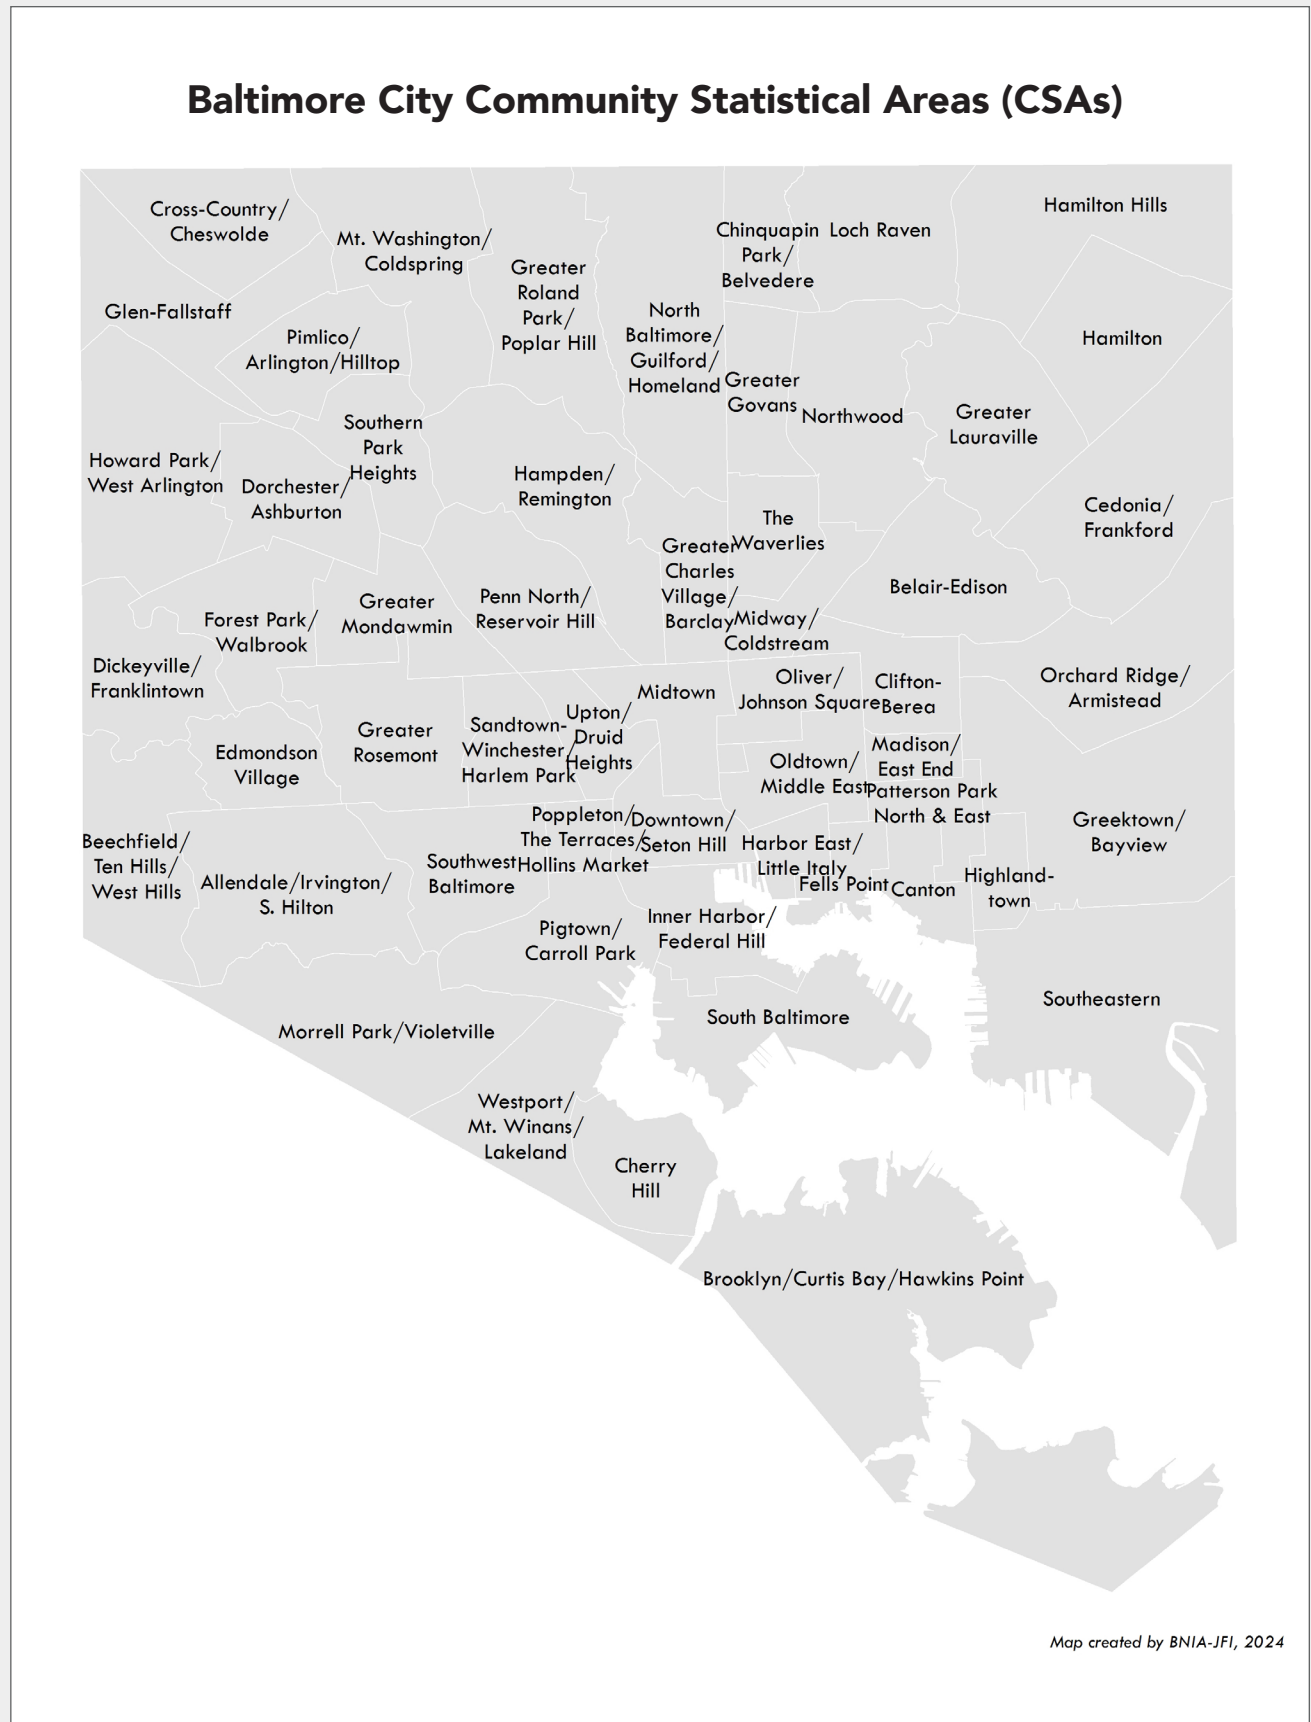 Baltimore City Community Statistical Areas (CSAs)
Cross-Country/
Cheswolde
Mt. Washington/
Coldspring
Greater
Roland
Park/
Poplar Hill
North
Baltimore/
Guilford/
Homeland
Chinquapin
Park/
Belvedere
Loch Raven
Hamilton Hills
Glen-Fallstaff
Pimlico/
Arlington/Hilltop
Hamilton
Greater
Govans
Northwood
Greater
Lauraville
Howard Park/
West Arlington
Dorchester/
Ashburton
Southern
Park
Heights
Hampden/
Remington
The
Waverlies
Cedonia/
Frankford
Greater
Charles
Village/
Barclay
Belair-Edison
Forest Park/
Walbrook
Greater
Mondawmin
Penn North/
Reservoir Hill
Midway/
Coldstream
Dickeyville/
Franklintown
Midtown
Oliver/
Johnson Square
Clifton-
Berea
Orchard Ridge/
Armistead
Edmondson
Village
Greater
Rosemont
Sandtown-
Winchester/
Harlem Park
Upton/
Druid
Heights
Oldtown/
Middle East
Madison/
East End
Patterson Park
North & East
Greektown/
Bayview
Beechfield/
Ten Hills/
West Hills
Allendale/Irvington/
S. Hilton
Southwest
Baltimore
Poppleton/
The Terraces/
Hollins Market
Downtown/
Seton Hill
Harbor East/
Little Italy
Fells Point
Canton
Highland-
town
Pigtown/
Carroll Park
Inner Harbor/
Federal Hill
Southeastern
Morrell Park/Violetville
South Baltimore
Westport/
Mt. Winans/
Lakeland
Cherry
Hill
Brooklyn/Curtis Bay/Hawkins Point
Map created by BNIA-JFI, 2024